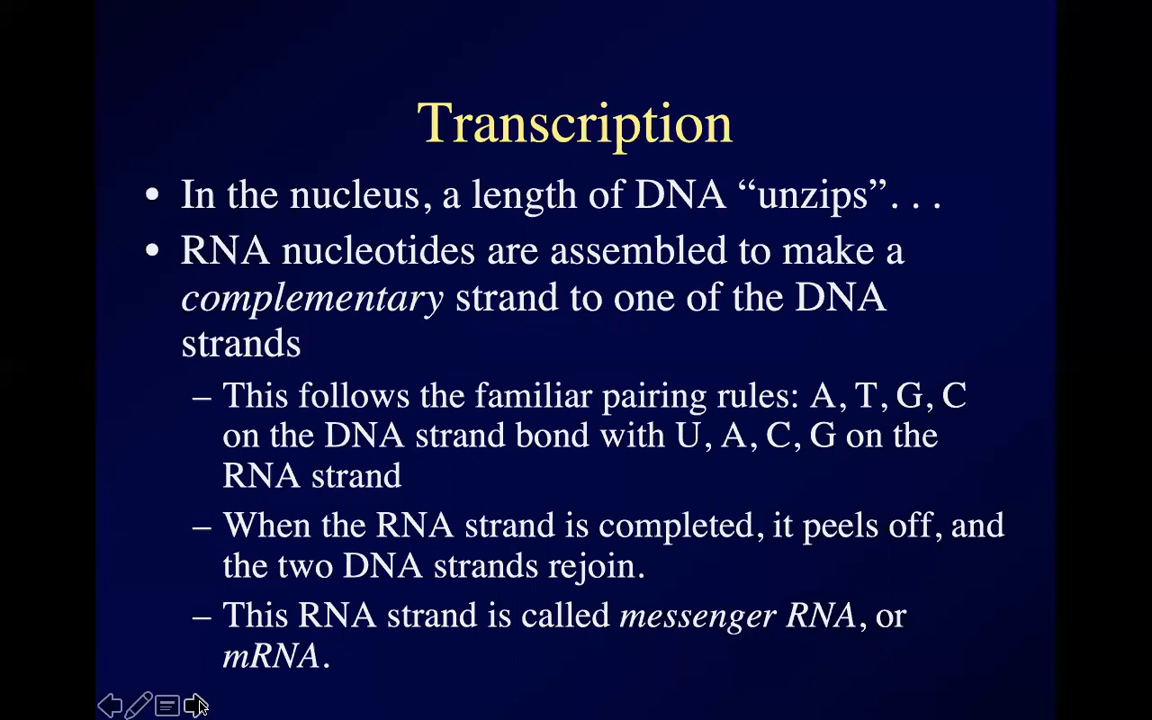 Transcription
• In the nucleus, a length of DNA “unzips”. . .
• RNA nucleotides are assembled to make a
complementary strand to one of the DNA
strands
– This follows the familiar pairing rules: A, T, G, C
on the DNA strand bond with U, A, C, G on the
RNA strand
– When the RNA strand is completed, it peels off, and
the two DNA strands rejoin.
– This RNA strand is called messenger RNA, or
mRNA.